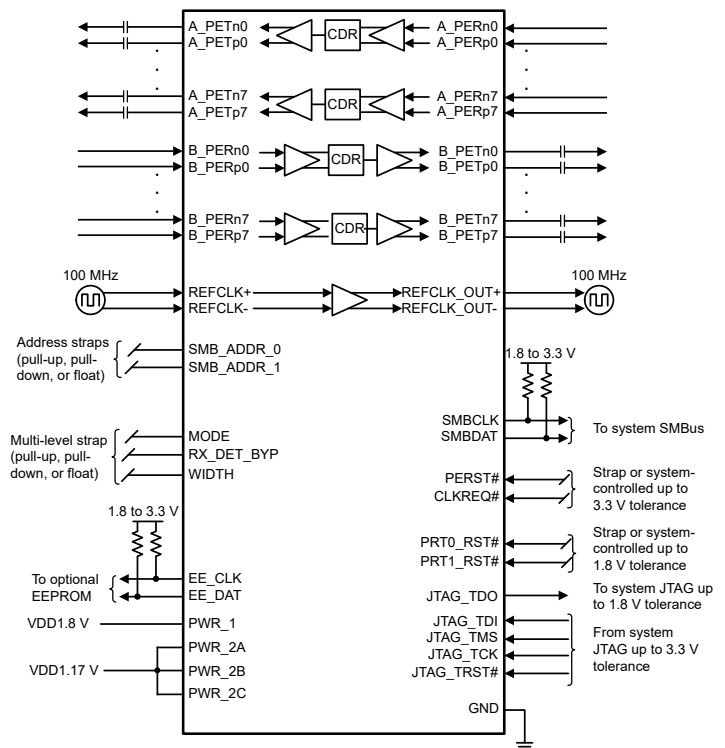 A_PETn0
A_PETp0
CDR
A_PERn0
A_PERp0
A_PETn7
A_PETp7
CDR
A_PERn7
A_PERp7
B_PERn0
B_PERp0
CDR
B_PETn0
B_PETp0
B_PERn7
B_PERp7
CDR
B_PETn7
B_PETp7
100 MHz
REFCLK+
REFCLK-
REFCLK_OUT+
REFCLK_OUT-
100 MHz
Address straps
(pull-up, pull-
down, or float)
SMB_ADDR_0
SMB_ADDR_1
1.8 to 3.3 V
SMBCLK
SMBDAT
To system SMBus
Multi-level strap
(pull-up, pull-
down, or float)
MODE
RX_DET_BYP
WIDTH
PERST#
CLKREQ#
Strap or system-
controlled up to
3.3 V tolerance
1.8 to 3.3 V
PRT0_RST#
PRT1_RST#
Strap or system-
controlled up to
1.8 V tolerance
To optional
EEPROM
EE_CLK
EE_DAT
JTAG_TDO
To system JTAG up
to 1.8 V tolerance
VDD1.8 V
PWR_1
JTAG_TDI
JTAG_TMS
JTAG_TCK
JTAG_TRST#
From system
JTAG up to 3.3 V
tolerance
VDD1.17 V
PWR_2A
PWR_2B
PWR_2C
GND